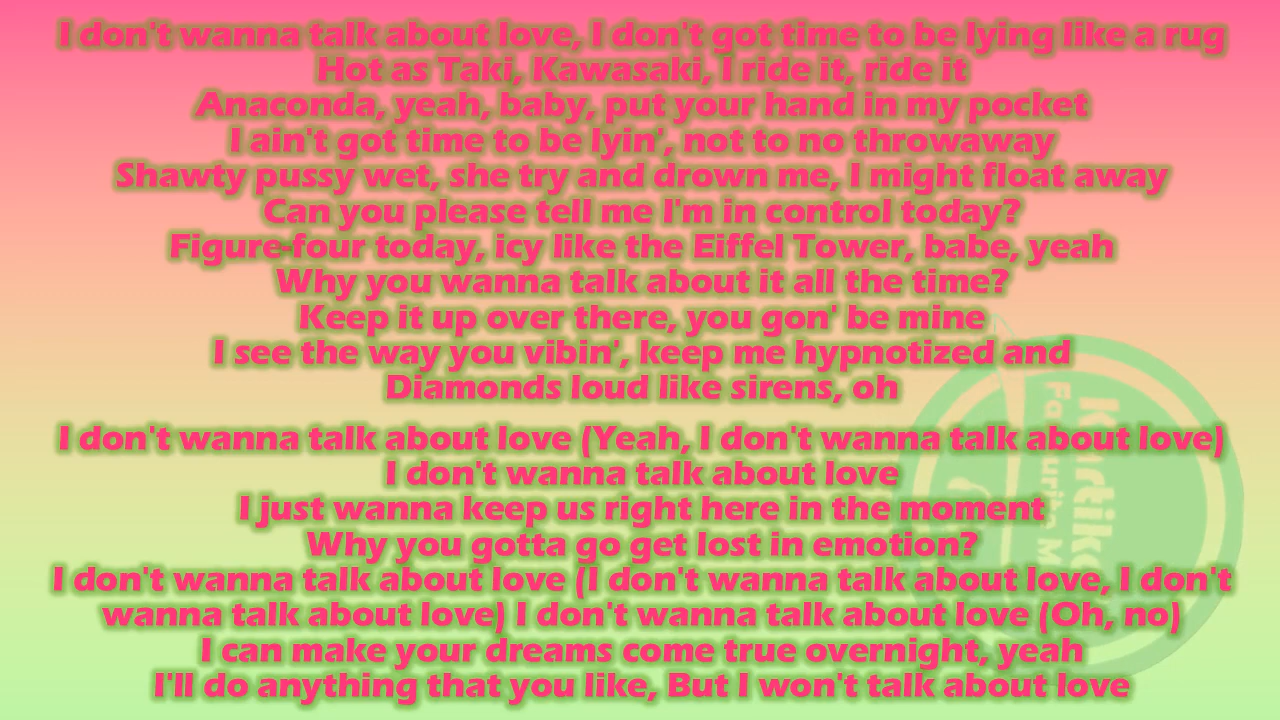 I don't wanna talk about love, I don't got time to be lying like a rug
Hot as Taki, Kawasaki, I ride it, ride it
Anaconda, yeah, baby, put your hand in my pocket
I ain't got time to be lyin', not to no throwaway
Shawty pussy wet, she try and drown me, I might float away
Can you please tell me I'm in control today?
Figure-four today, icy like the Eiffel Tower, babe, yeah
Why you wanna talk about it all the time?
Keep it up over there, you gon' be mine
I see the way you vibin', keep me hypnotized and
Diamonds loud like sirens, oh
I don't wanna talk about love (Yeah, I don't wanna talk about love)
I don't wanna talk about love
I just wanna keep us right here in the moment
Why you gotta go get lost in emotion?
I don't wanna talk about love (I don't wanna talk about love, I don't
wanna talk about love) I don't wanna talk about love (Oh, no)
I can make your dreams come true overnight, yeah
I'll do anything that you like, But I won't talk about love